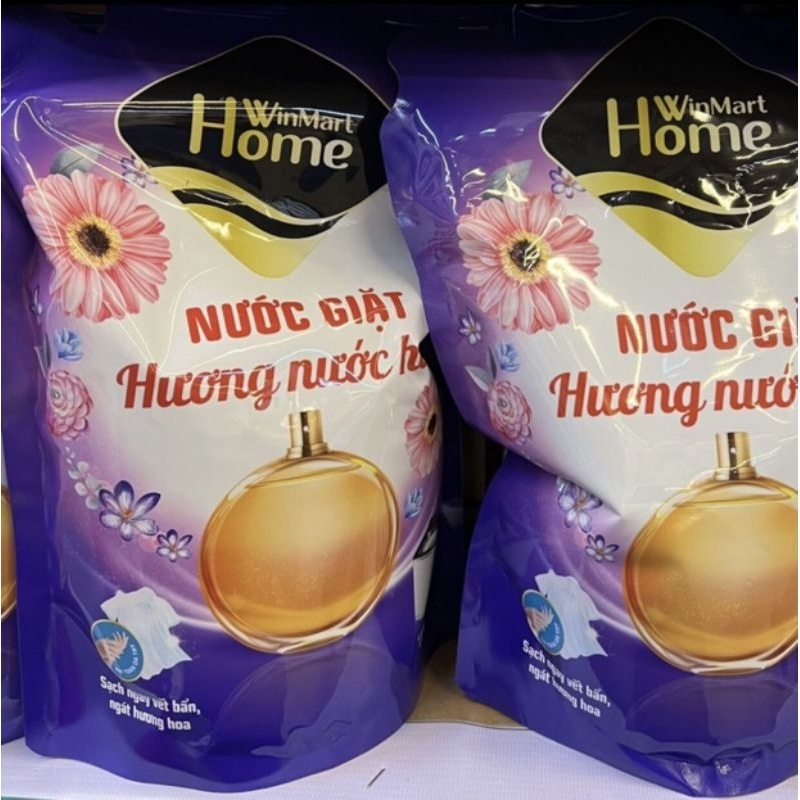 WinMart
Home
NƯỚC GIẶT
Hương nước h
Sạch ngay vết bẩn,
ngát hương hoa
WinMart
Home
NƯỚC GI
Hương nướ
Sạch ngay vết bẩn,
ngát hương hoa